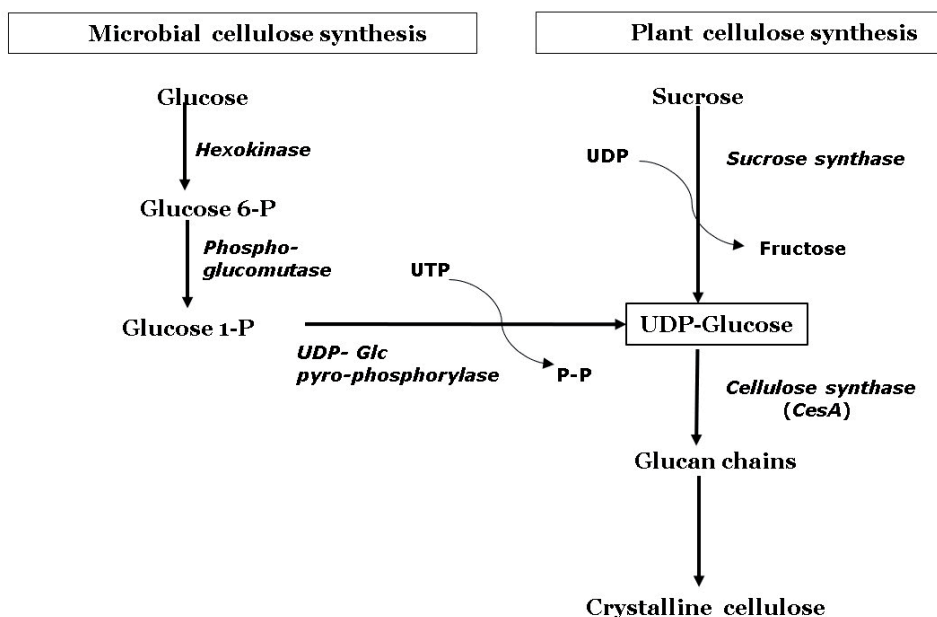 Microbial cellulose synthesis
Plant cellulose synthesis
Glucose
Hexokinase
Glucose 6-P
Phospho-
glucomutase
Glucose 1-P
UTP
UDP- Glc
pyro-phosphorylase
P-P
Sucrose
UDP
Sucrose synthase
Fructose
UDP-Glucose
Cellulose synthase
(CesA)
Glucan chains
Crystalline cellulose